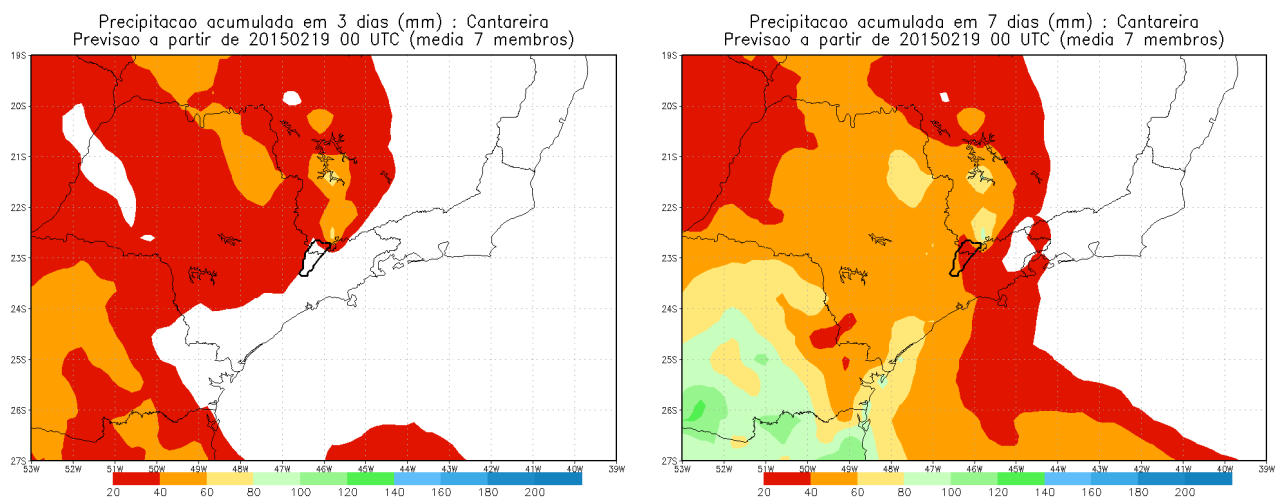 Precipitacao acumulada em 3 dias (mm) : Cantareira
Previsao a partir de 20150219 00 UTC (media 7 membros)
19S
20S
21S
22S
23S
24S
25S
26S
27S
53W 52W 51W 50W 49W 48W 47W 46W 45W 44W 43W 42W 41W 40W 39W
20 40 60 80 100 120 140 160 180 200
Precipitacao acumulada em 7 dias (mm) : Cantareira
Previsao a partir de 20150219 00 UTC (media 7 membros)
19S
20S
21S
22S
23S
24S
25S
26S
27S
53W 52W 51W 50W 49W 48W 47W 46W 45W 44W 43W 42W 41W 40W 39W
20 40 60 80 100 120 140 160 180 200